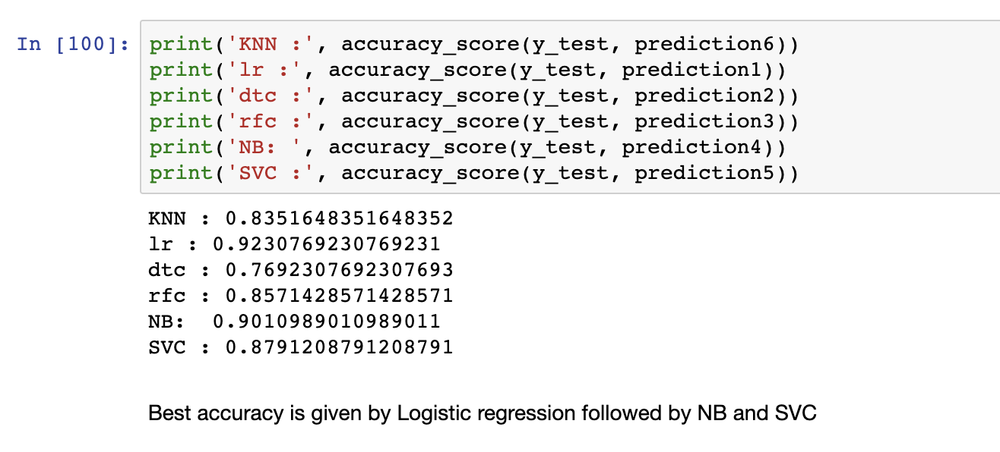 In [100]: print('KNN :', accuracy_score(y_test, prediction6))
print('lr :', accuracy_score(y_test, prediction1))
print('dtc :', accuracy_score(y_test, prediction2))
print('rfc :', accuracy_score(y_test, prediction3))
print('NB: ', accuracy_score(y_test, prediction4))
print('SVC :', accuracy_score(y_test, prediction5))
KNN : 0.8351648351648352
lr : 0.9230769230769231
dtc : 0.7692307692307693
rfc : 0.8571428571428571
NB:  0.9010989010989011
SVC : 0.8791208791208791
Best accuracy is given by Logistic regression followed by NB and SVC